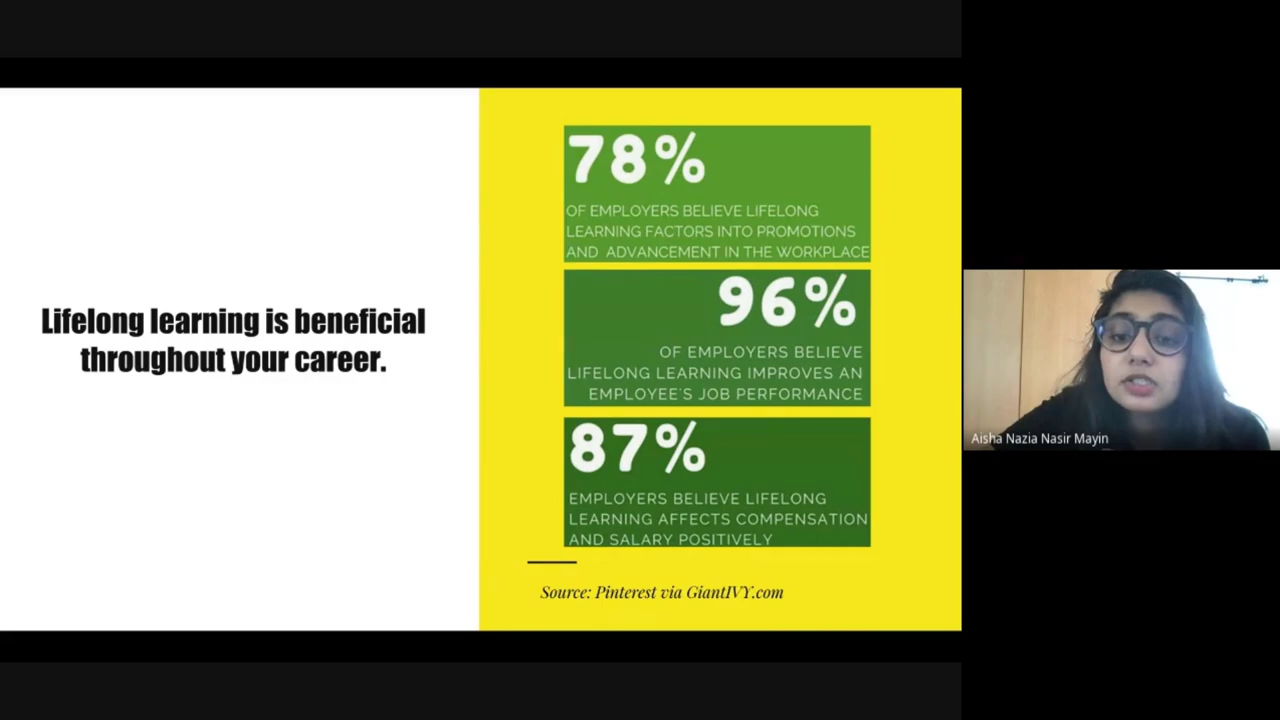 Lifelong learning is beneficial
throughout your career.
78%
OF EMPLOYERS BELIEVE LIFELONG
LEARNING FACTORS INTO PROMOTIONS
AND ADVANCEMENT IN THE WORKPLACE
96%
OF EMPLOYERS BELIEVE
LIFELONG LEARNING IMPROVES AN
EMPLOYEE'S JOB PERFORMANCE
87%
EMPLOYERS BELIEVE LIFELONG
LEARNING AFFECTS COMPENSATION
AND SALARY POSITIVELY
Source: Pinterest via GiantIVY.com
Aisha Nazia Nasir Mayin